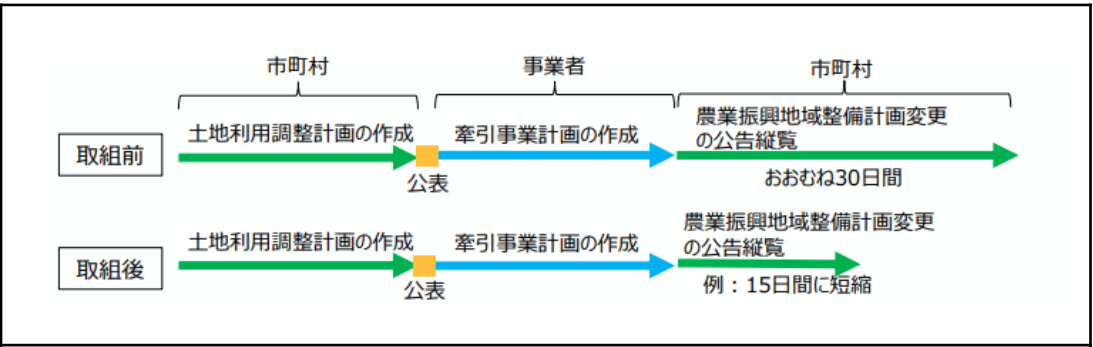 市町村
事業者
市町村
取組前
土地利用調整計画の作成
公表
牽引事業計画の作成
農業振興地域整備計画変更
の公告縦覧
おおむね30日間
取組後
土地利用調整計画の作成
公表
牽引事業計画の作成
農業振興地域整備計画変更
の公告縦覧
例：15日間に短縮